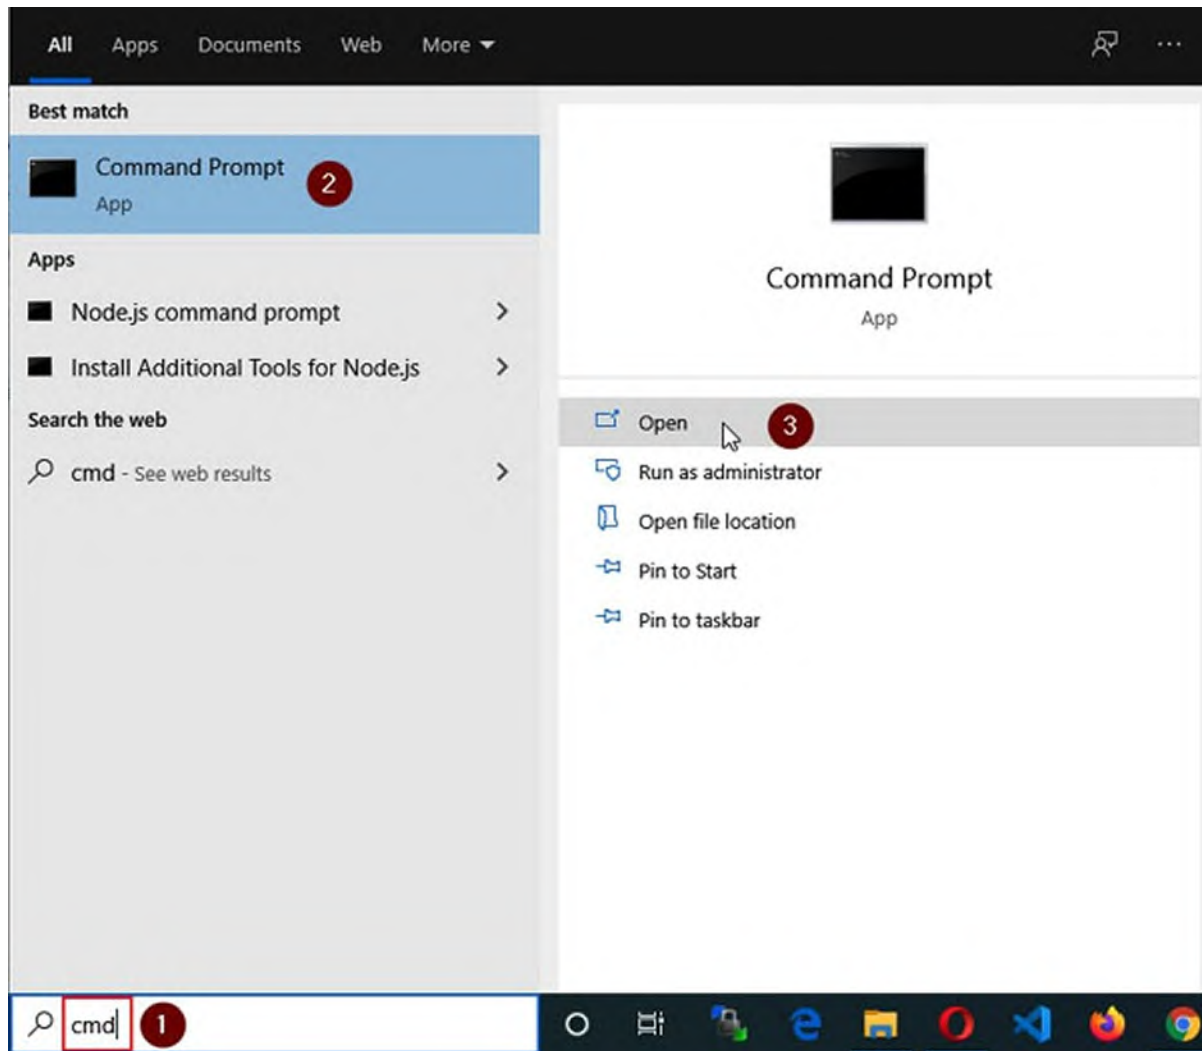 All Apps Documents Web More
Best match
Command Prompt
App
2
Apps
Node.js command prompt
Install Additional Tools for Node.js
Search the web
cmd - See web results
Command Prompt
App
Open
3
Run as administrator
Open file location
Pin to Start
Pin to taskbar
cmd
1